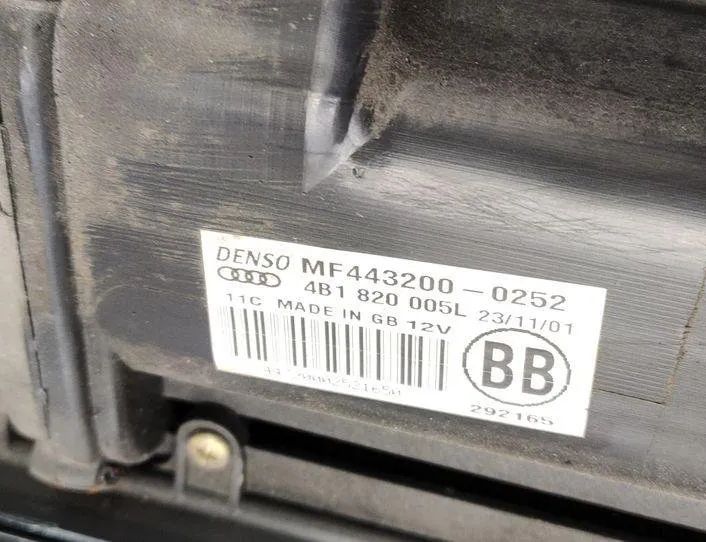 DENSO MF443200-0252
4B1 820 005L 23/11/01
11C MADE IN GB 12V
BB
292165